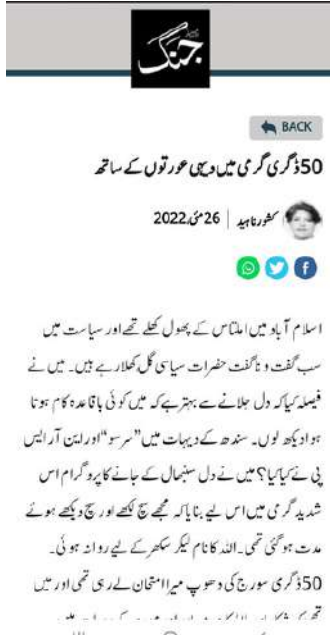 جنگ
BACK
50 ڈگری گرمی میں دیہی عورتوں کے ساتھ
کشور ناہید | 26 مئی، 2022
اسلام آباد میں املتاس کے پھول کھلے تھے اور سیاست میں
سب گفت و ناگفت حضرات سیاسی گل کھلا رہے ہیں۔ میں نے
فیصلہ کیا کہ دل جلانے سے بہتر ہے کہ میں کوئی باقاعدہ کام ہوتا
ہوا دیکھ لوں۔ سندھ کے دیہات میں ”سرسو“ اور این آر ایس
پی نے کیا کیا؟ میں نے دل سنبھال کے جانے کا پروگرام اس
شدید گرمی میں اس لیے بنایا کہ مجھے سچ لکھے اور سچ دیکھے ہوئے
مدت ہو گئی تھی۔ اللہ کا نام لیکر سکھر کے لیے روانہ ہوئی۔
50 ڈگری سورج کی دھوپ میرا امتحان لے رہی تھی اور میں